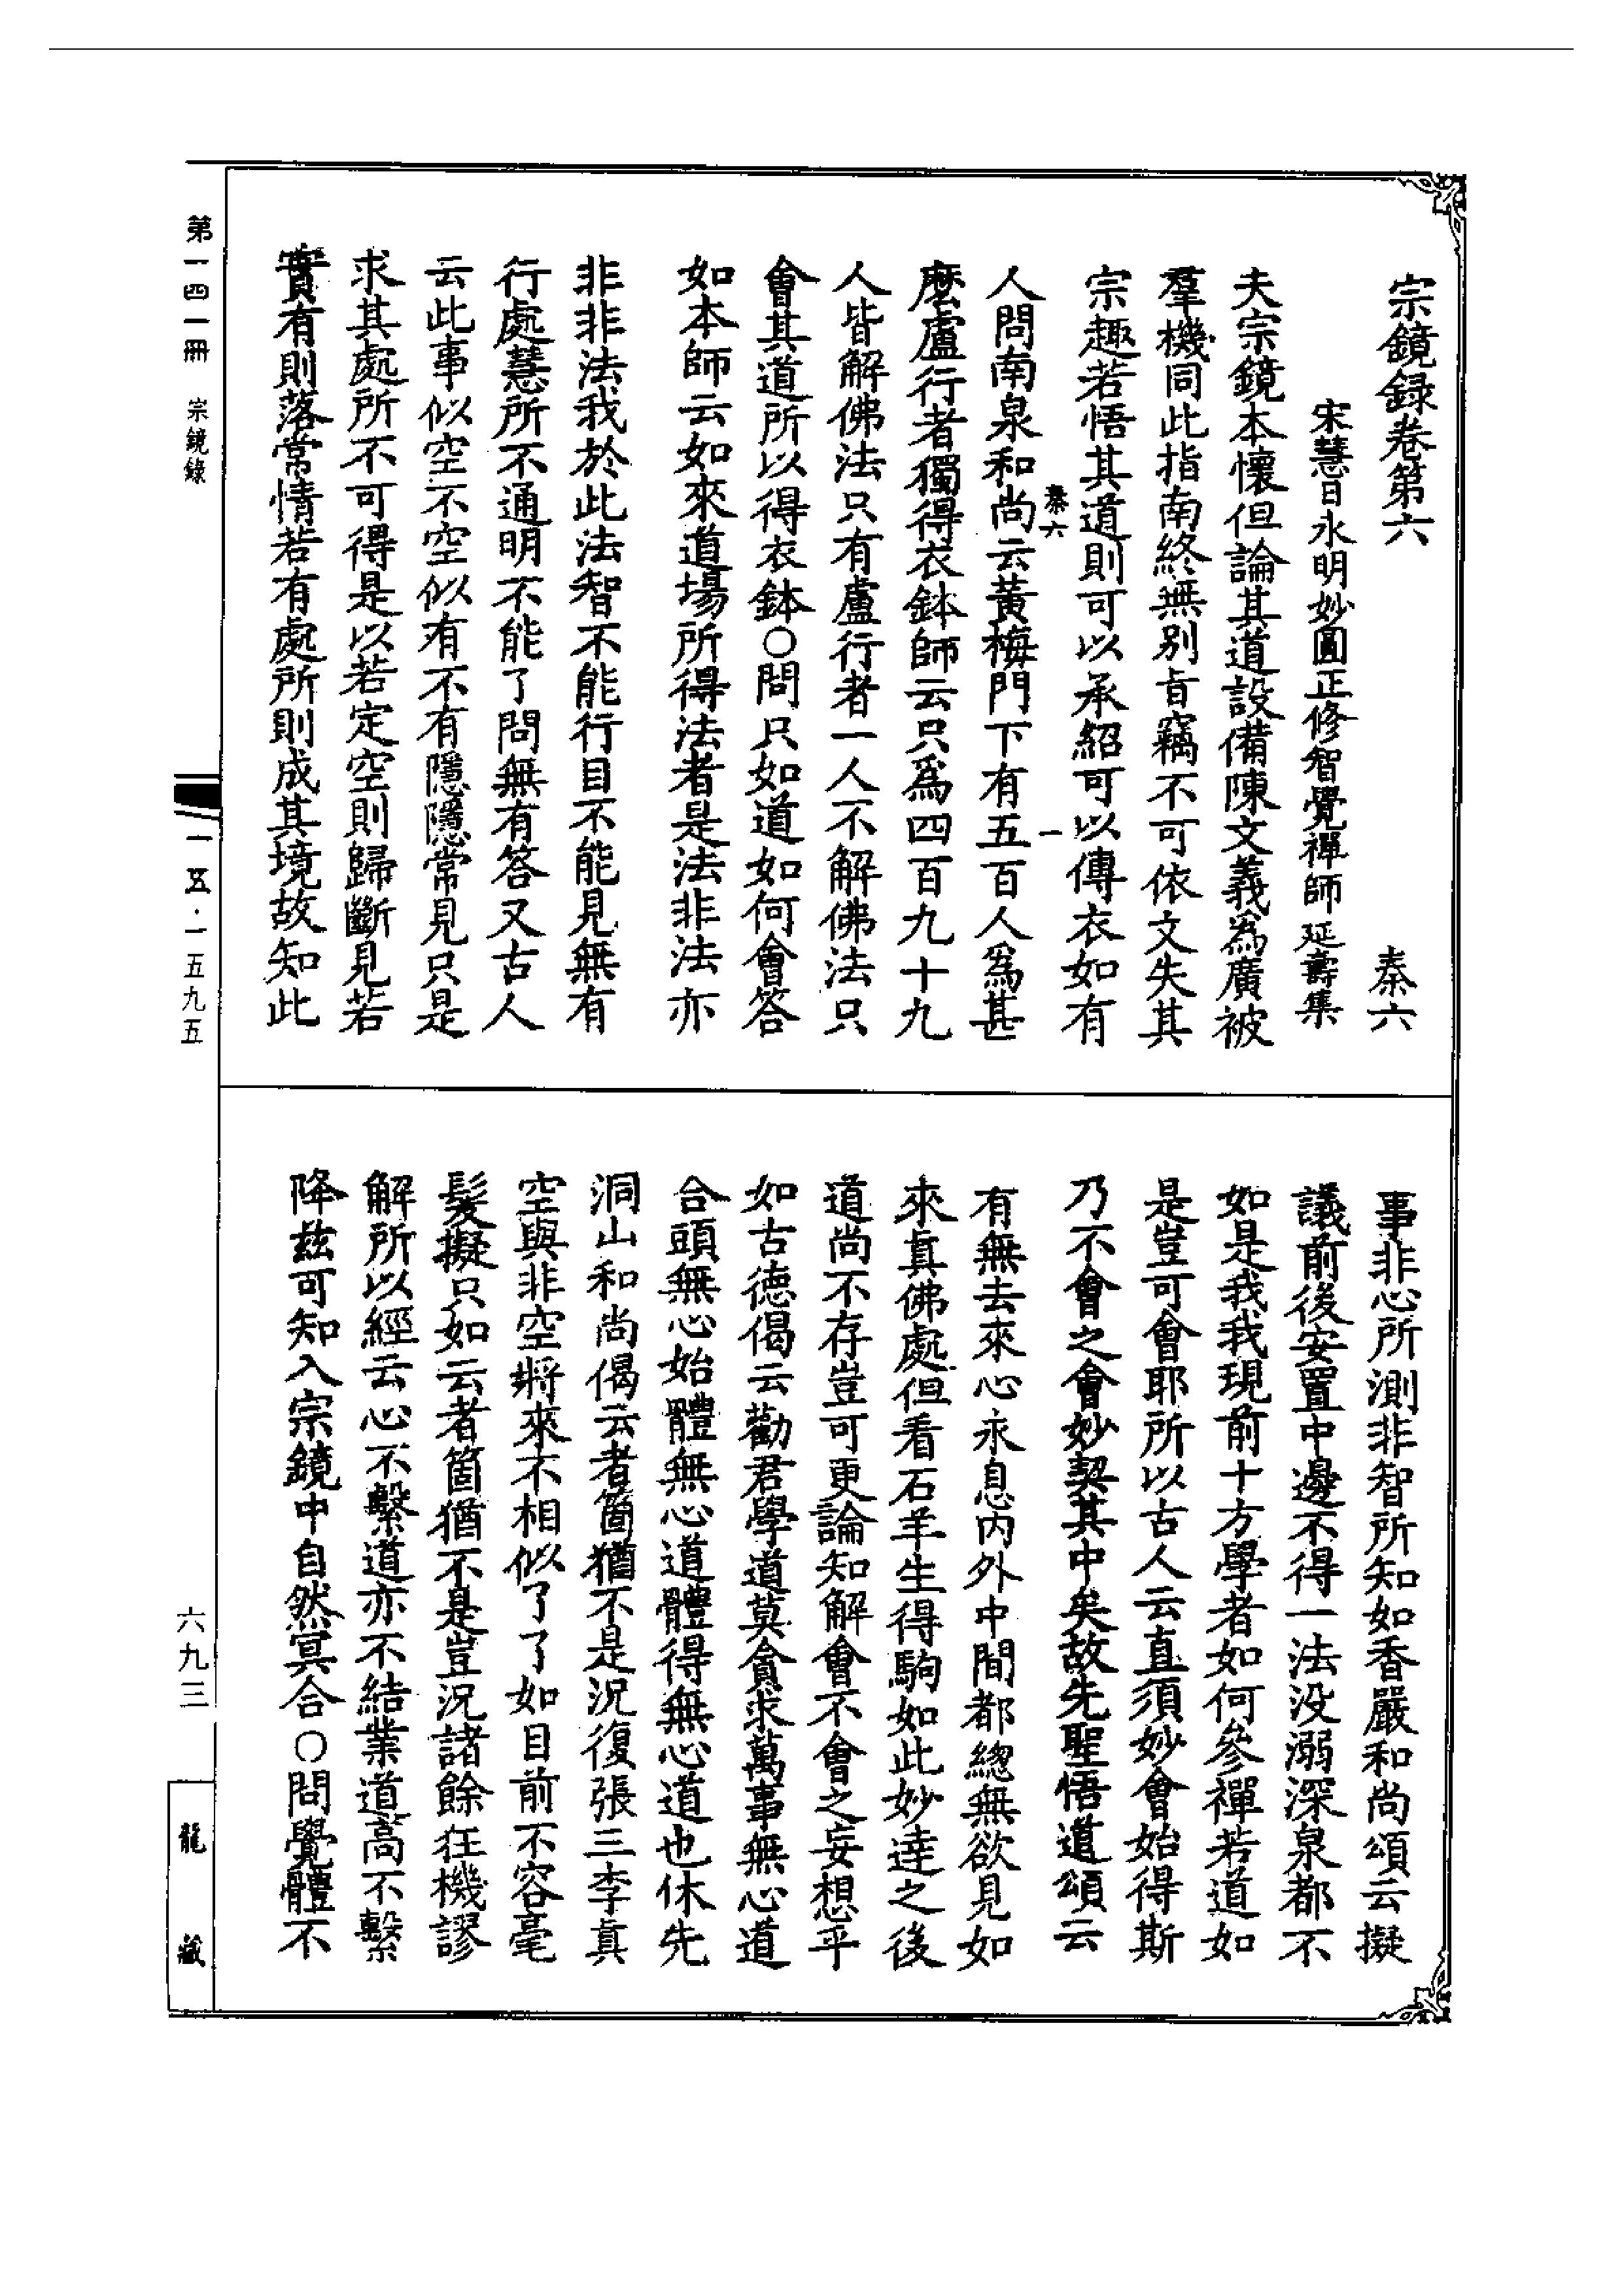 宗鏡録卷第六　秦六
宋慧日永明妙圓正修智覺禪師延壽集
夫宗鏡本懷但論其道設備陳文義爲廣被
羣機同此指南終無別旨竊不可依文失其
宗趣若悟其道則可以承紹可以傳衣如有
秦六　一
人問南泉和尚云黃梅門下有五百人爲甚
麽盧行者獨得衣鉢師云只爲四百九十九
人皆解佛法只有盧行者一人不解佛法只
會其道所以得衣鉢○問只如道如何會答
如本師云如來道場所得法者是法非法亦
非非法我於此法智不能行目不能見無有
行處慧所不通明不能了問無有答又古人
云此事似空不空似有不有隱隱常見只是
求其處所不可得是以若定空則歸斷見若
實有則落常情若有處所則成其境故知此
事非心所測非智所知如香嚴和尚頌云擬
議前後安置中邊不得一法没溺深泉都不
如是我我現前十方學者如何參禪若道如
是豈可會耶所以古人云直須妙會始得斯
乃不會之會妙契其中矣故先聖悟道頌云
有無去來心永息内外中間都總無欲見如
來真佛處但看石羊生得駒如此妙達之後
道尚不存豈可更論知解會不會之妄想乎
如古德偈云勸君學道莫貪求萬事無心道
合頭無心始體無心道體得無心道也休先
洞山和尚偈云者箇猶不是況復張三李真
空與非空將來不相似了了如目前不容毫
髮擬只如云者箇猶不是豈況諸餘狂機謬
解所以經云心不繫道亦不結業道高不繫
降兹可知入宗鏡中自然冥合○問覺體不
第一四一冊　宗鏡錄
一五·一五九五
六九三
龍藏